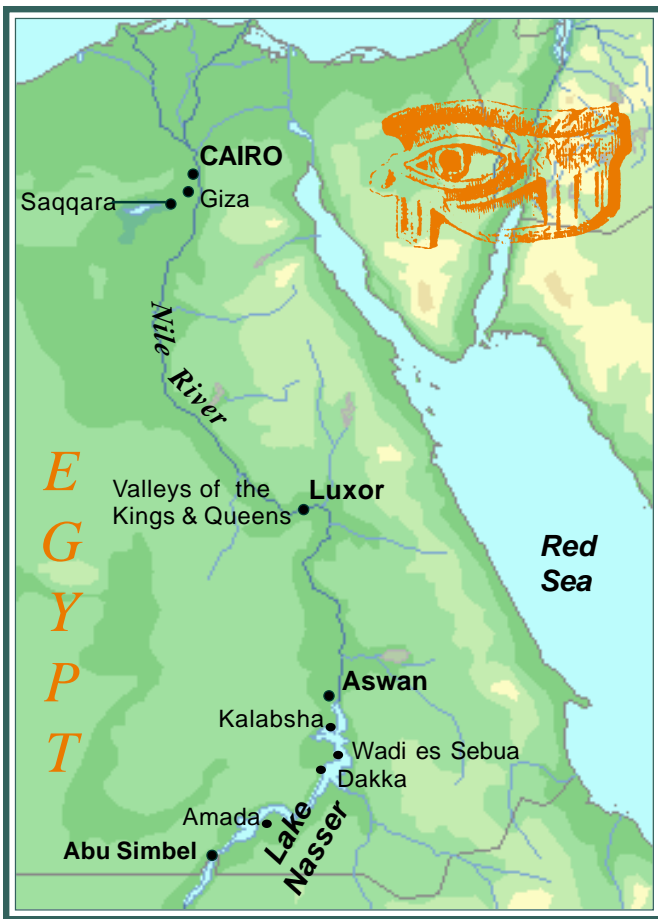 CAIRO
Giza
Saqqara
Nile River
E
G
Y
P
T
Valleys of the
Kings & Queens
Luxor
Red
Sea
Aswan
Kalabsha
Wadi es Sebua
Dakka
Amada
Lake
Nasser
Abu Simbel